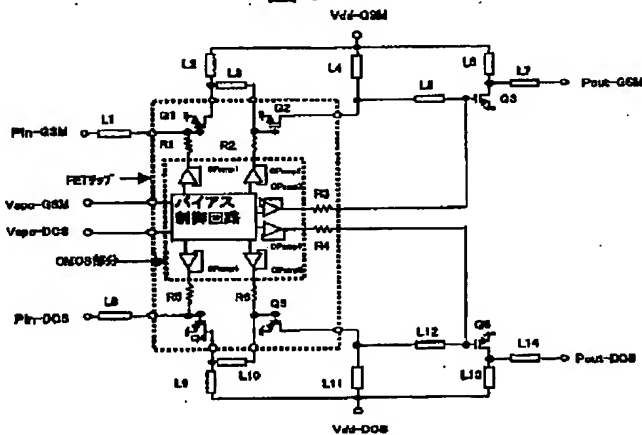 Vdd-GSM
L2
L3
L4
L6
L7
Pout-GSM
L5
Q3
Q1
Q2
Pin-GSM
L1
R1
R2
FETチップ
OPamp1
R3
Vapc-GSM
バイアス
制御回路
Vapc-DCS
R4
CMOS部分
R5
R6
Q5
Pin-DCS
L8
Q4
L12
Q6
L14
Pout-DCS
L9
L10
L11
L13
Vdd-DCS